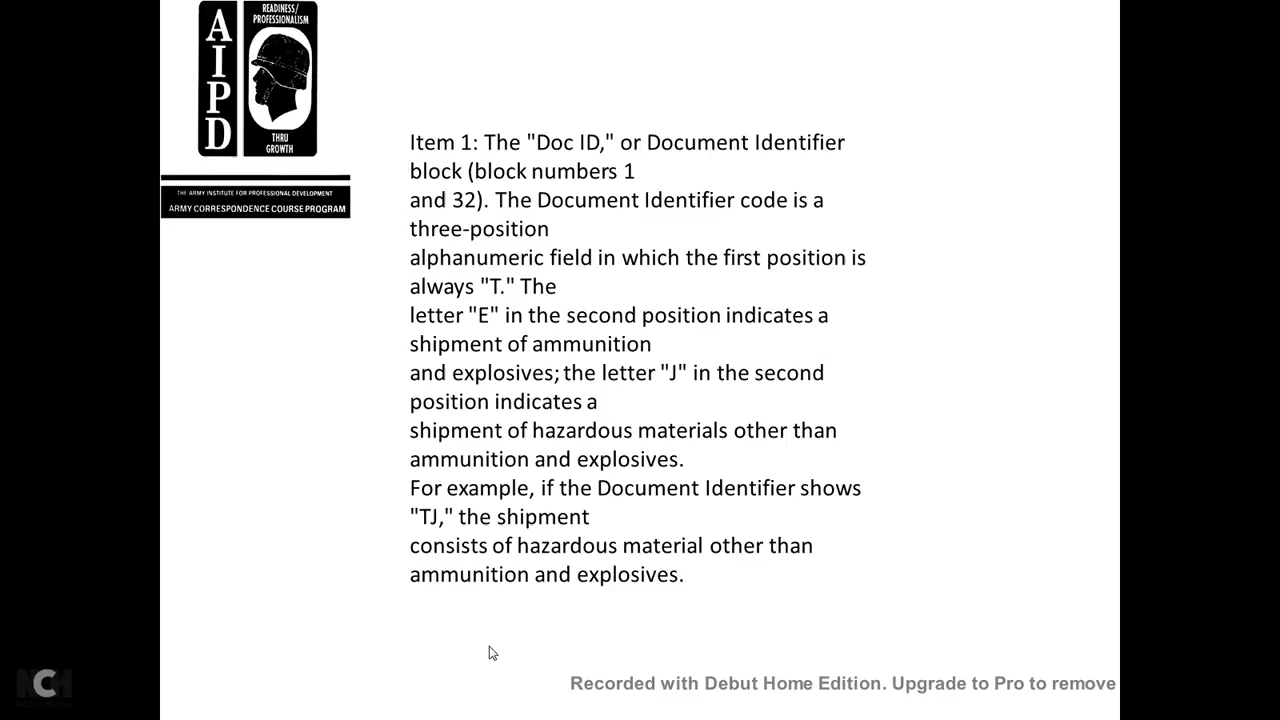 A
I
P
D
READINESS/
PROFESSIONALISM
THRU
GROWTH
THE ARMY INSTITUTE FOR PROFESSIONAL DEVELOPMENT
ARMY CORRESPONDENCE COURSE PROGRAM
Item 1: The "Doc ID," or Document Identifier
block (block numbers 1
and 32). The Document Identifier code is a
three-position
alphanumeric field in which the first position is
always "T." The
letter "E" in the second position indicates a
shipment of ammunition
and explosives; the letter "J" in the second
position indicates a
shipment of hazardous materials other than
ammunition and explosives.
For example, if the Document Identifier shows
"TJ," the shipment
consists of hazardous material other than
ammunition and explosives.
NCH
Recorded with Debut Home Edition. Upgrade to Pro to remove